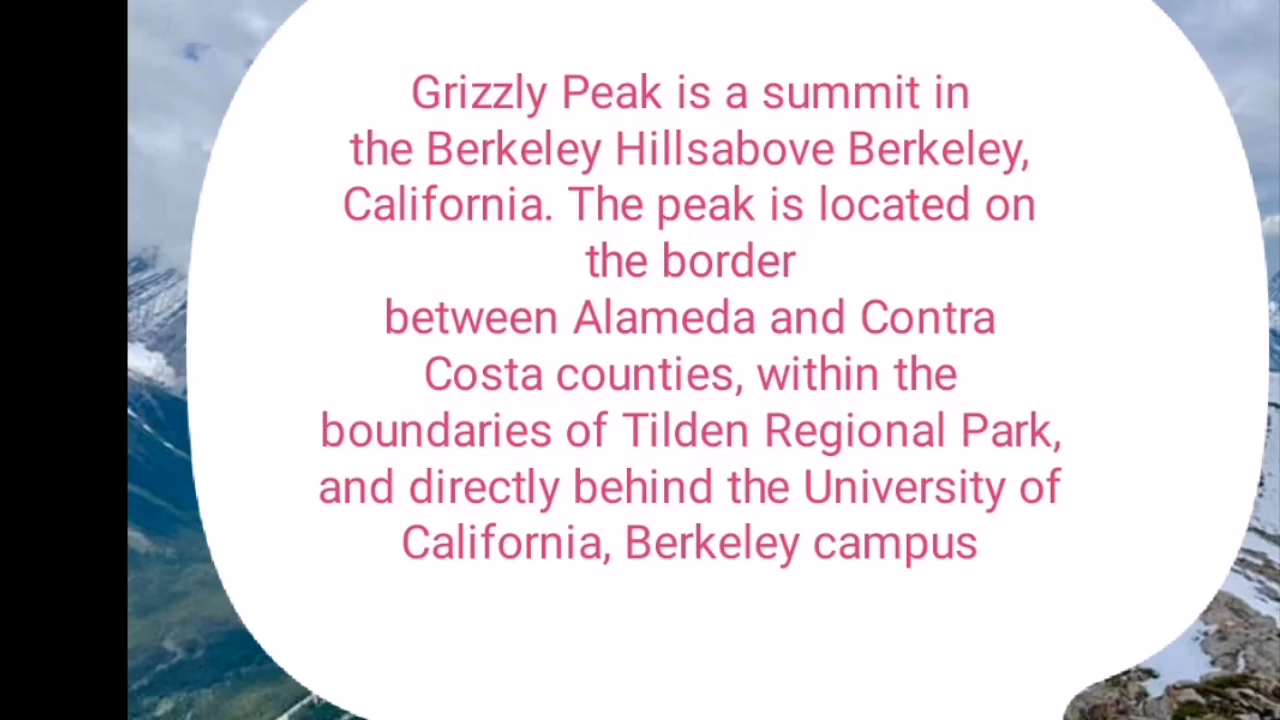 Grizzly Peak is a summit in
the Berkeley Hillsabove Berkeley,
California. The peak is located on
the border
between Alameda and Contra
Costa counties, within the
boundaries of Tilden Regional Park,
and directly behind the University of
California, Berkeley campus